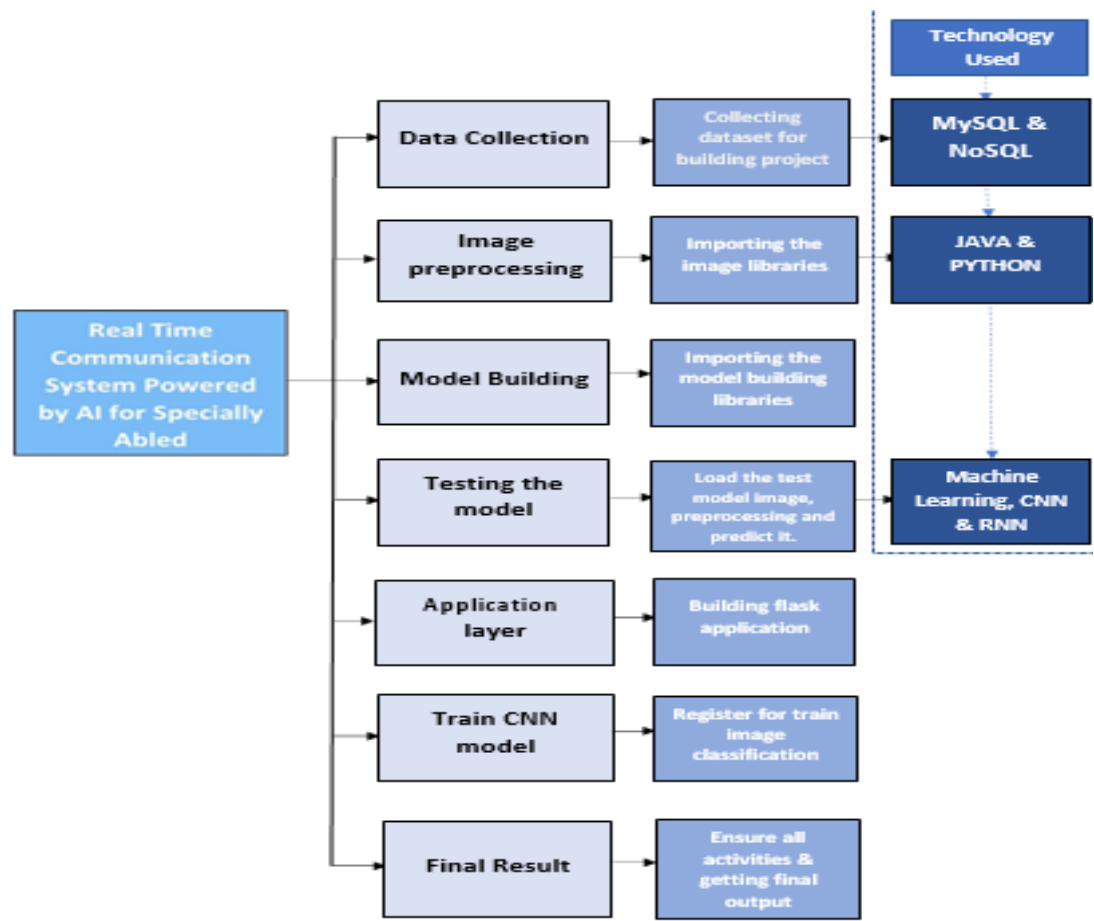 Technology
Used
Data Collection
Collecting
dataset for
building project
MySQL &
NoSQL
Image
preprocessing
Importing the
image libraries
JAVA &
PYTHON
Real Time
Communication
System Powered
by AI for Specially
Abled
Model Building
Importing the
model building
libraries
Testing the
model
Load the test
model image,
preprocessing and
predict it.
Machine
Learning, CNN
& RNN
Application
layer
Building flask
application
Train CNN
model
Register for train
image
classification
Final Result
Ensure all
activities &
getting final
output